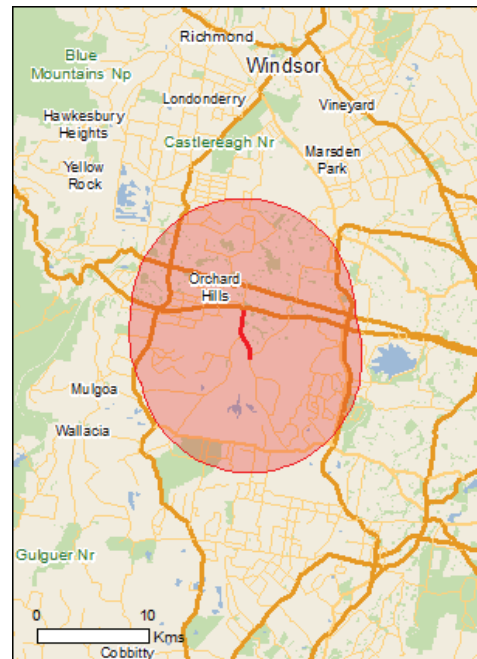 Richmond
Blue
Mountains Np
Windsor
Londonderry
Vineyard
Hawkesbury
Heights
Castlereagh Nr
Marsden
Park
Yellow
Rock
Orchard
Hills
Mulgoa
Wallacia
Gulguer Nr
0 10
Kms
Cobbitty